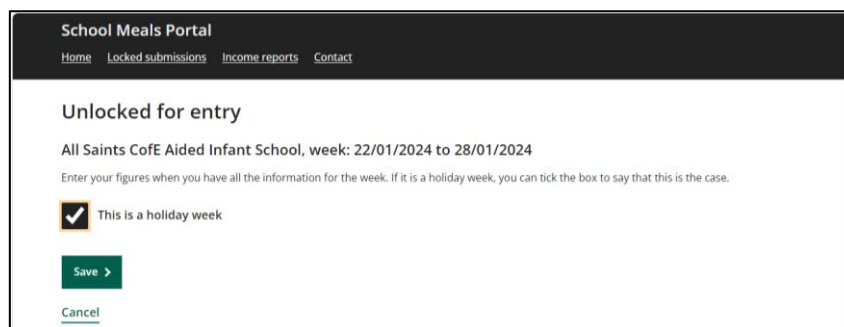 School Meals Portal
Home Locked submissions Income reports Contact
Unlocked for entry
All Saints CofE Aided Infant School, week: 22/01/2024 to 28/01/2024
Enter your figures when you have all the information for the week. If it is a holiday week, you can tick the box to say that this is the case.
This is a holiday week
Save
Cancel